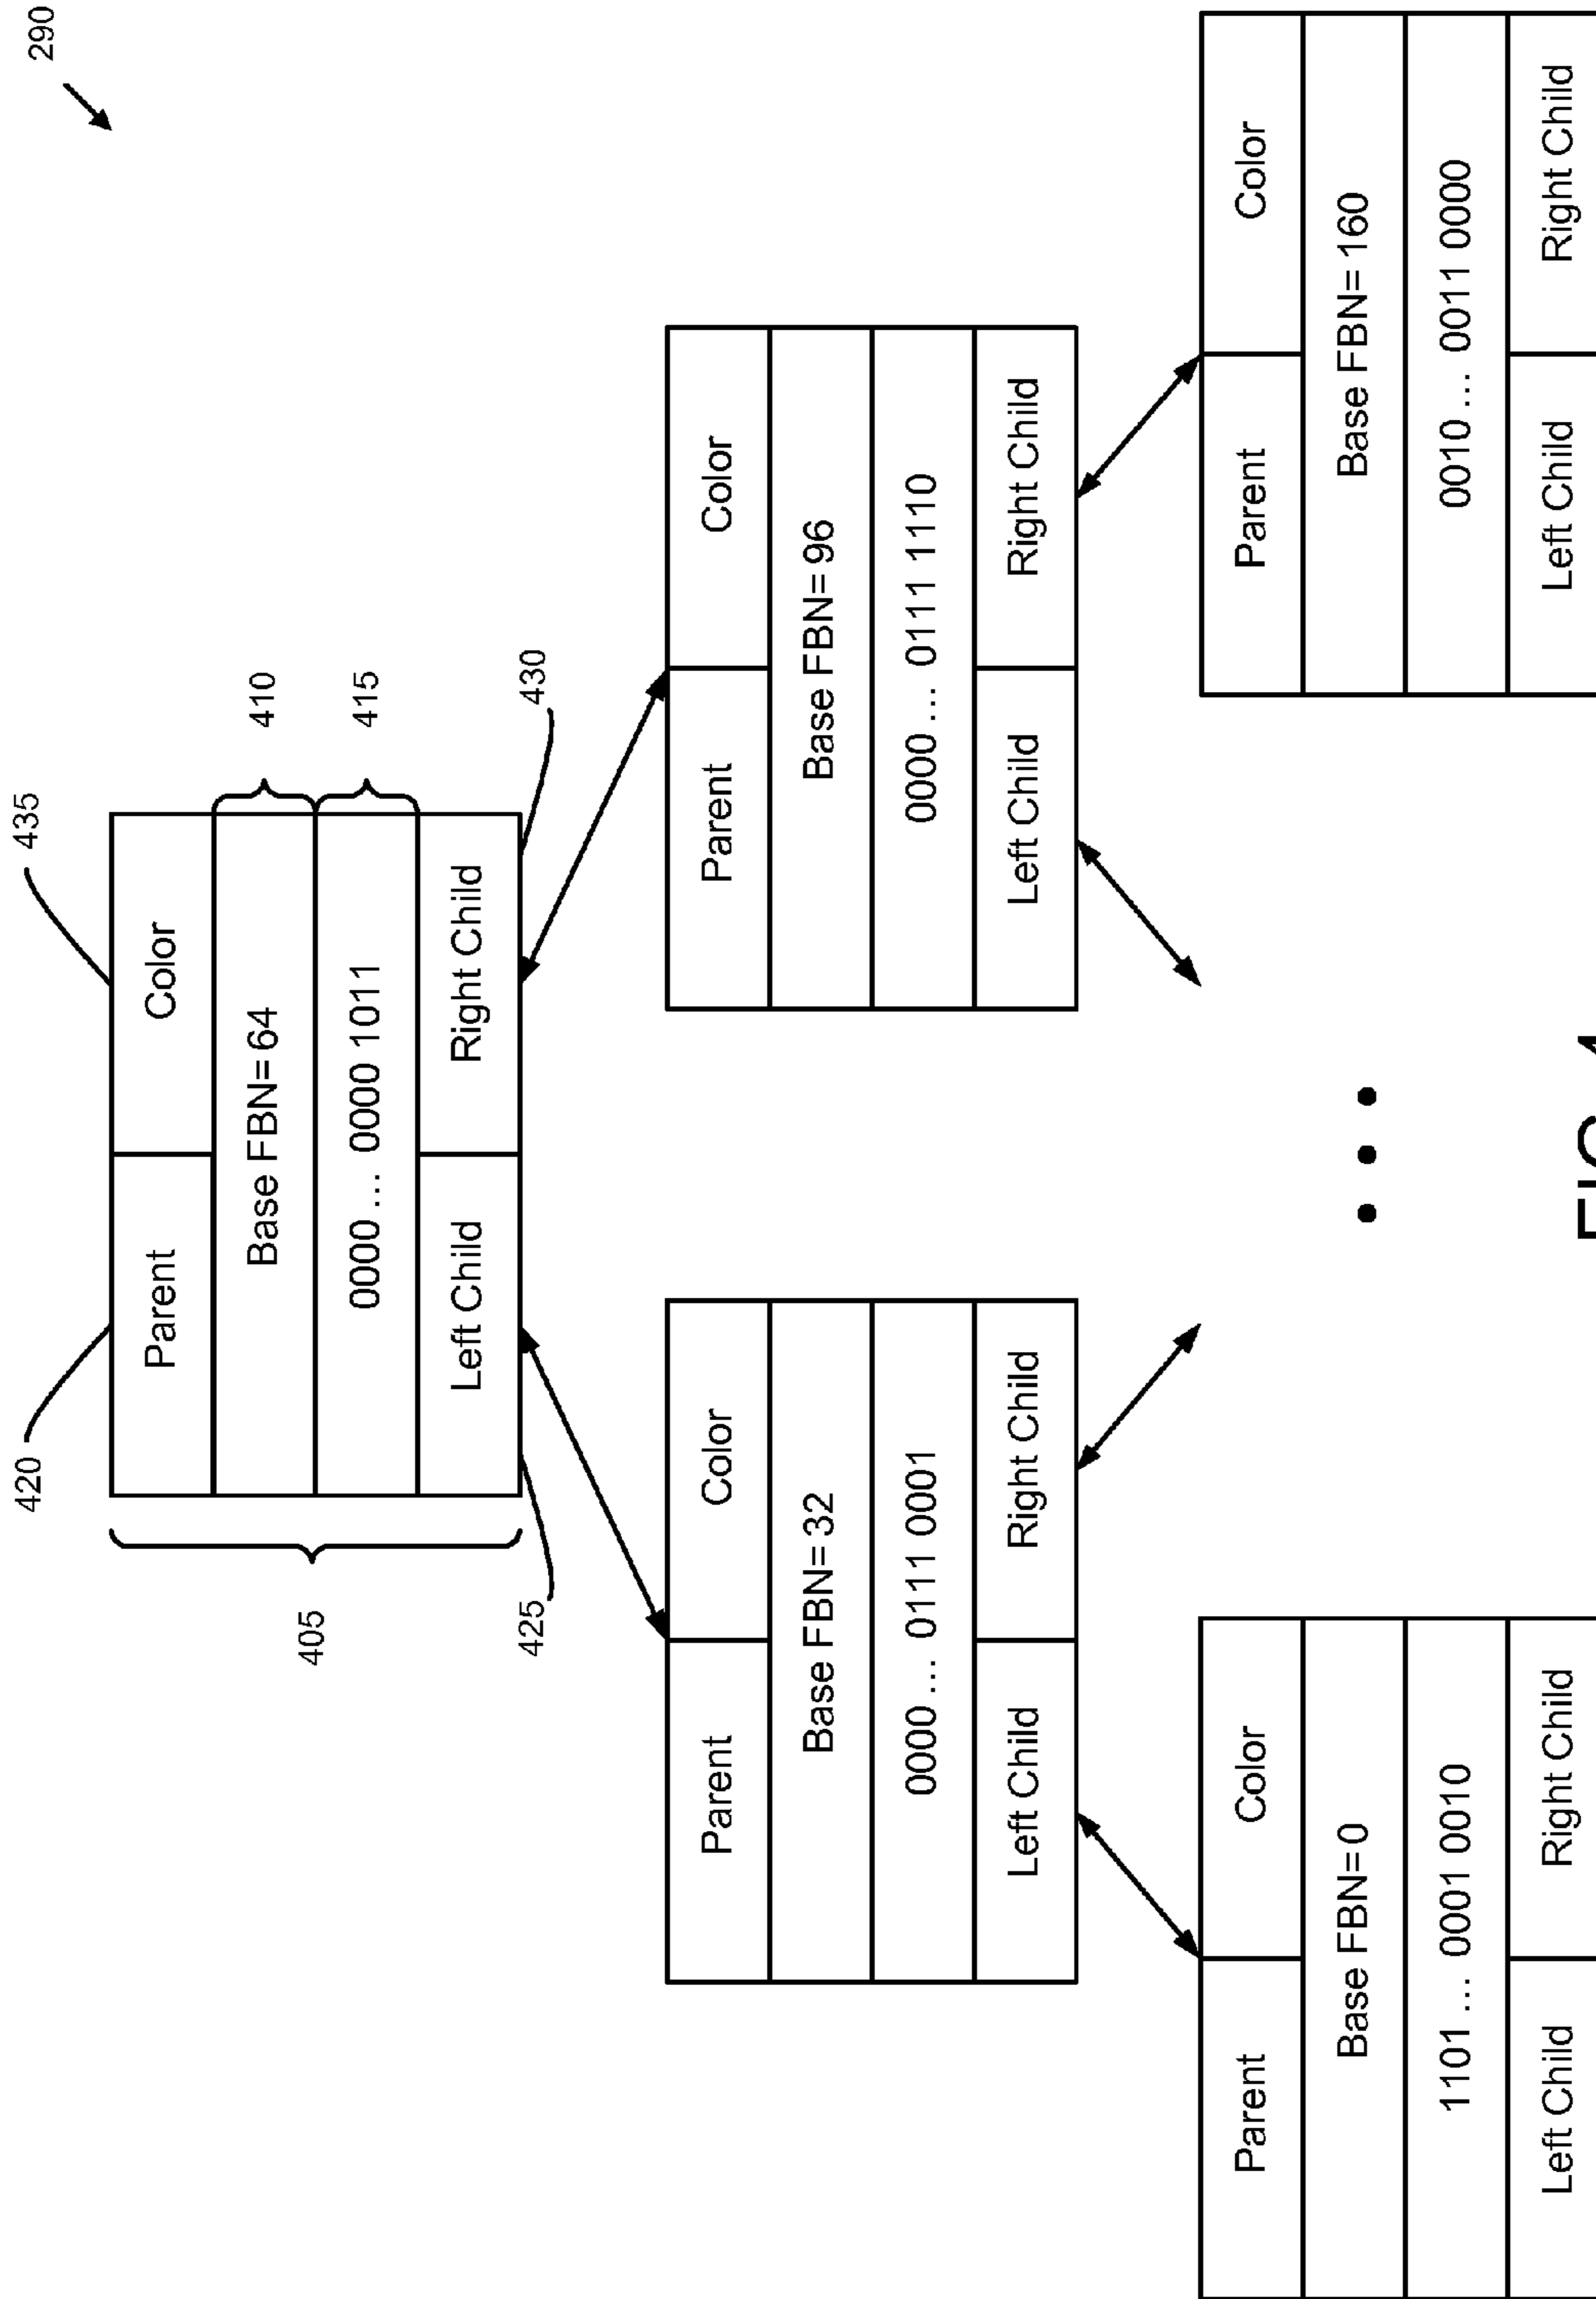 290
435
420
Parent Color
Base FBN= 64
410
0000 ... 0000 1011
415
Left Child Right Child
405
425
430
Parent Color
Base FBN= 32
0000 ... 0111 0001
Left Child Right Child
Parent Color
Base FBN= 96
0000 ... 0111 1110
Left Child Right Child
Parent Color
Base FBN= 0
1101 ... 0001 0010
Left Child Right Child
• • •
Parent Color
Base FBN= 160
0010 ... 0011 0000
Left Child Right Child